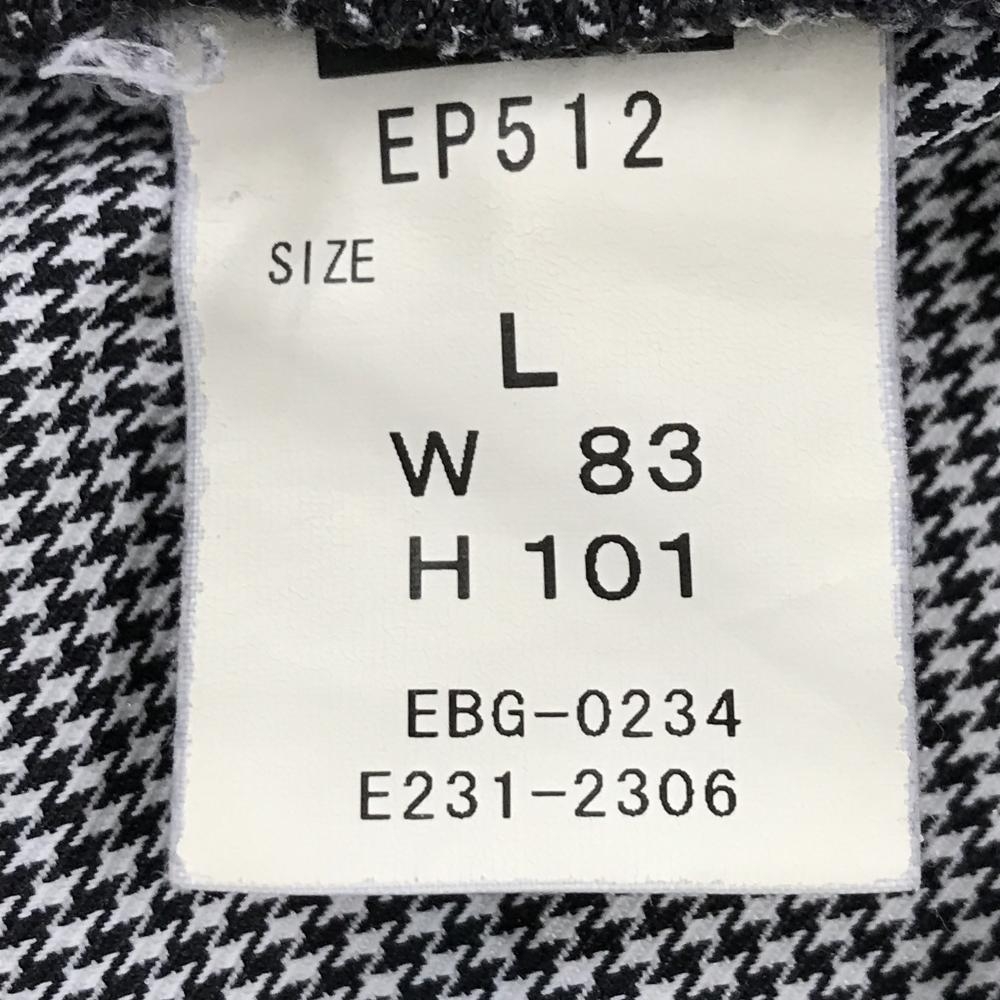 EP512
SIZE
L
W 83
H 101
EBG-0234
E231-2306